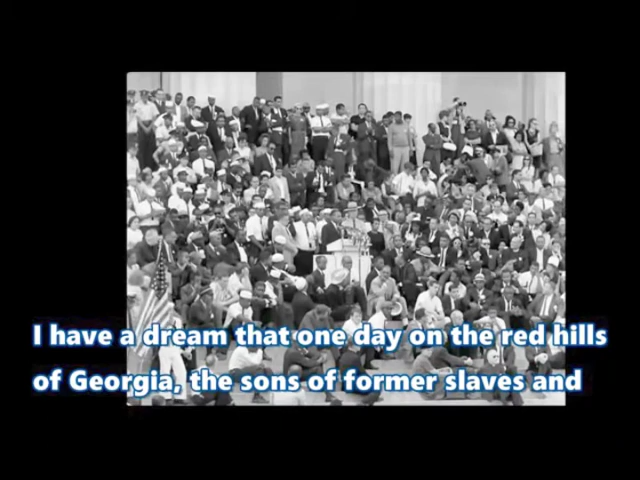 I have a dream that one day on the red hills
of Georgia, the sons of former slaves and